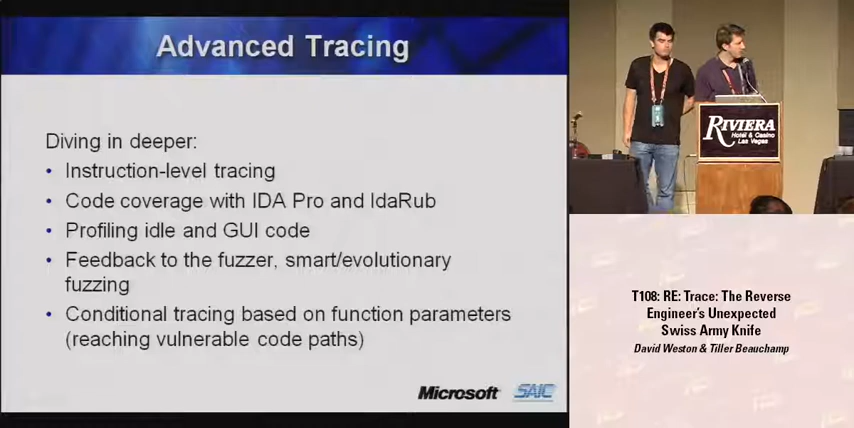 Advanced Tracing
Diving in deeper:
• Instruction-level tracing
• Code coverage with IDA Pro and IdaRub
• Profiling idle and GUI code
• Feedback to the fuzzer, smart/evolutionary
fuzzing
• Conditional tracing based on function parameters
(reaching vulnerable code paths)
Microsoft SAIC
RIVIERA
Hotel & Casino
Las Vegas
T108: RE: Trace: The Reverse
Engineer's Unexpected
Swiss Army Knife
David Weston & Tiller Beauchamp